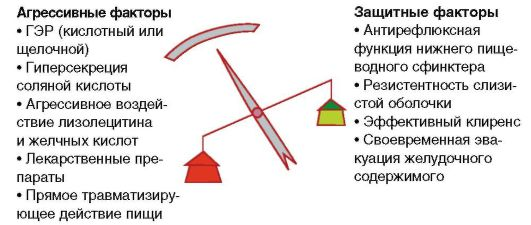 Агрессивные факторы
• ГЭР (кислотный или
щелочной)
• Гиперсекреция
соляной кислоты
• Агрессивное воздей-
ствие лизолецитина
и желчных кислот
• Лекарственные пре-
параты
• Прямое травматизиру-
ющее действие пищи
Защитные факторы
• Антирефлюксная
функция нижнего пище-
водного сфинктера
• Резистентность слизи-
стой оболочки
• Эффективный клиренс
• Своевременная эва-
куация желудочного
содержимого